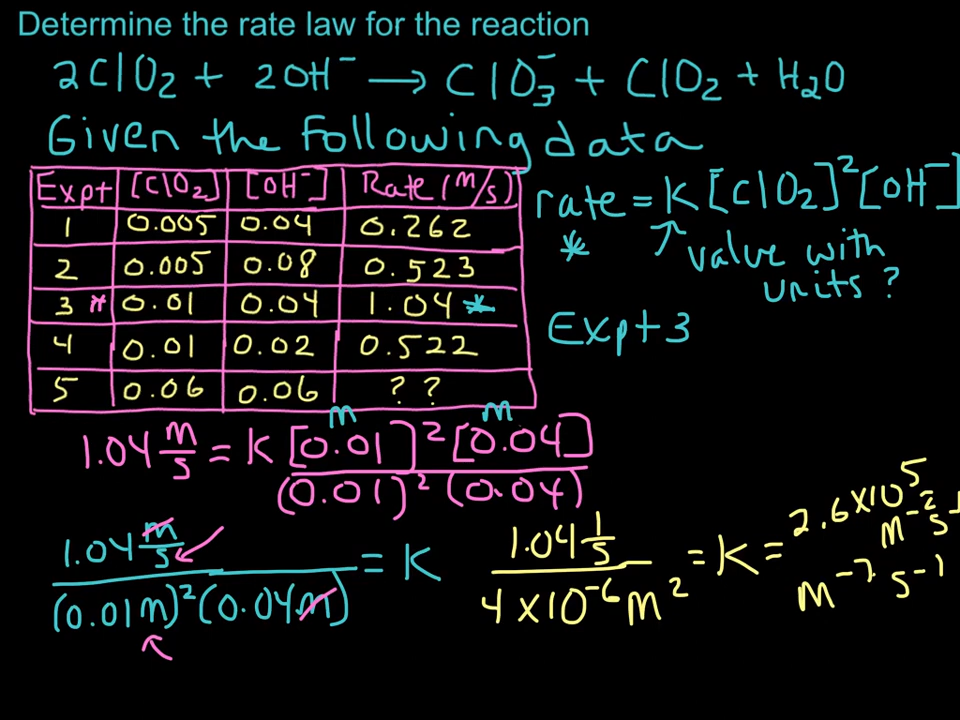 Determine the rate law for the reaction
2ClO₂ + 2OH⁻ → ClO₃⁻ + ClO₂ + H₂O
Given the following data
Expt [ClO₂] [OH⁻] Rate (M/s)
1 0.005 0.04 0.262
2 0.005 0.08 0.523
3 * 0.01 0.04 1.04 *
4 0.01 0.02 0.522
5 0.06 0.06 ? ?
rate = K[ClO₂]²[OH⁻]
* value with
units ?
Expt 3
M M
1.04 M/s = K [0.01]² [0.04]
(0.01)² (0.04)
1.04 M/s = K
(0.01M)² (0.04M)
1.04 1/s = K = 2.6 x 10⁵
4 x 10⁻⁶ M²
M⁻² s⁻
M⁻² · s⁻¹